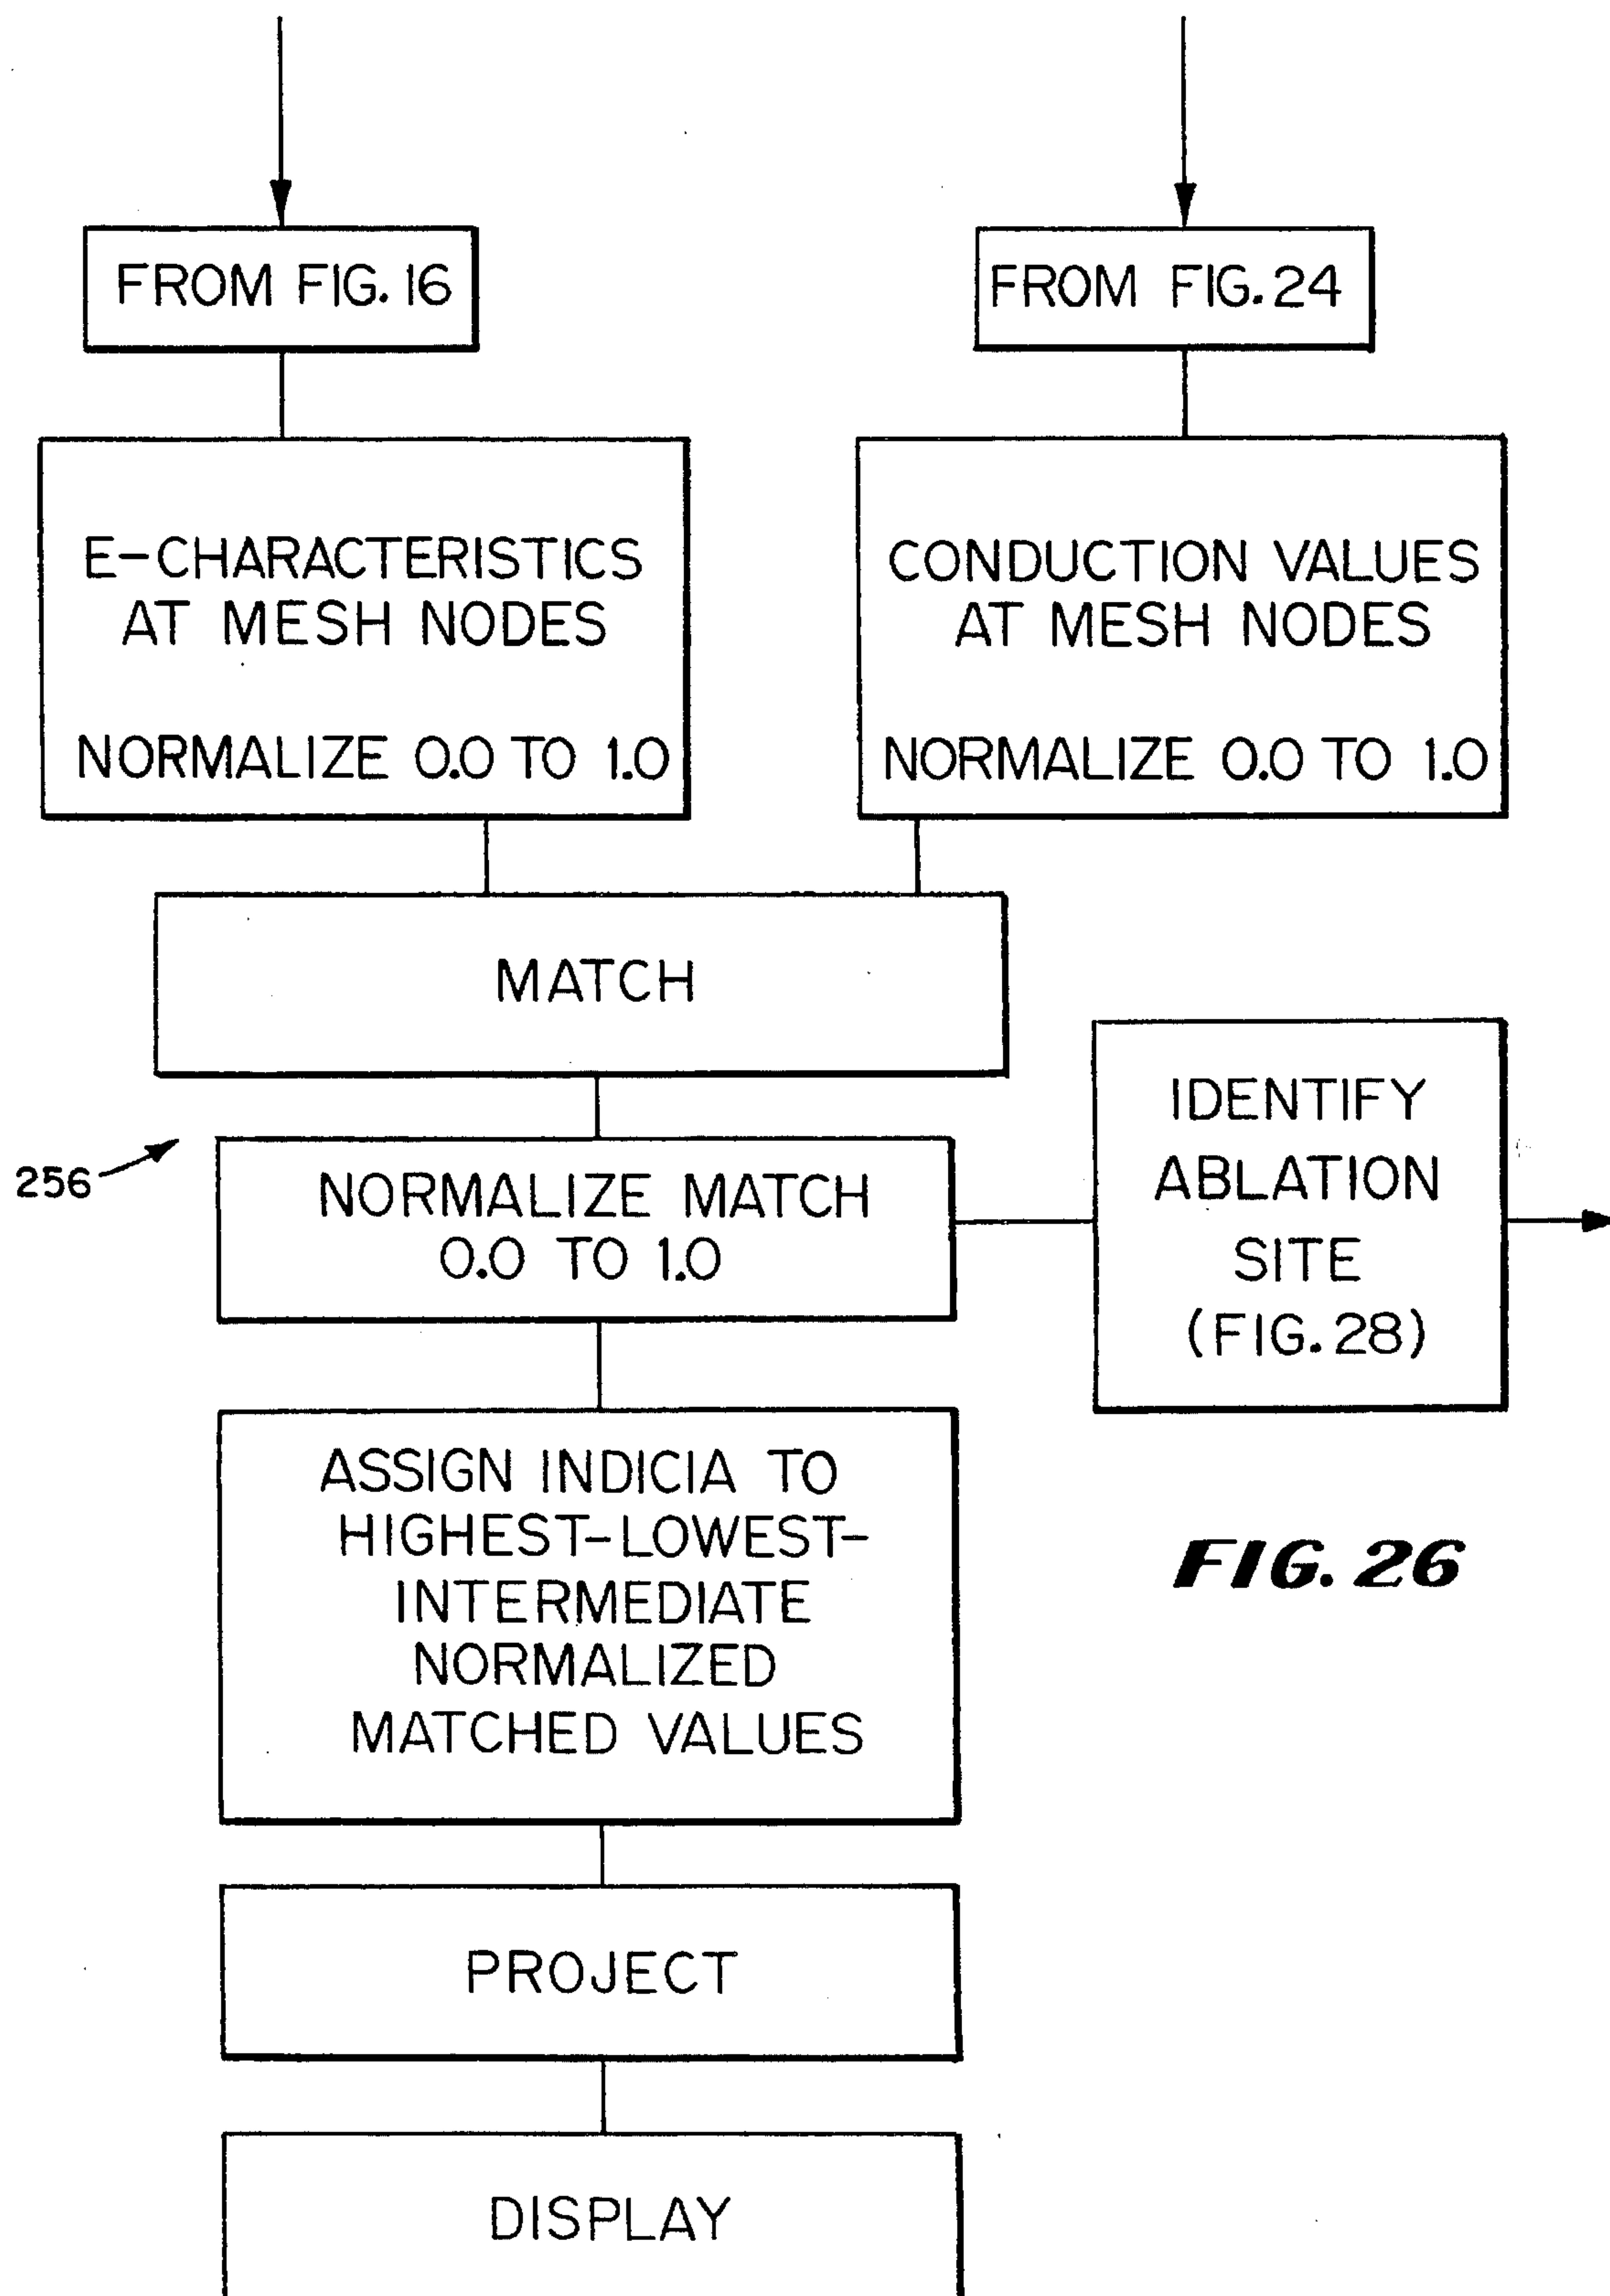 FROM FIG. 16
FROM FIG. 24
E-CHARACTERISTICS
AT MESH NODES
NORMALIZE 0.0 TO 1.0
CONDUCTION VALUES
AT MESH NODES
NORMALIZE 0.0 TO 1.0
MATCH
256
NORMALIZE MATCH
0.0 TO 1.0
IDENTIFY
ABLATION
SITE
(FIG. 28)
ASSIGN INDICIA TO
HIGHEST-LOWEST-
INTERMEDIATE
NORMALIZED
MATCHED VALUES
FIG. 26
PROJECT
DISPLAY